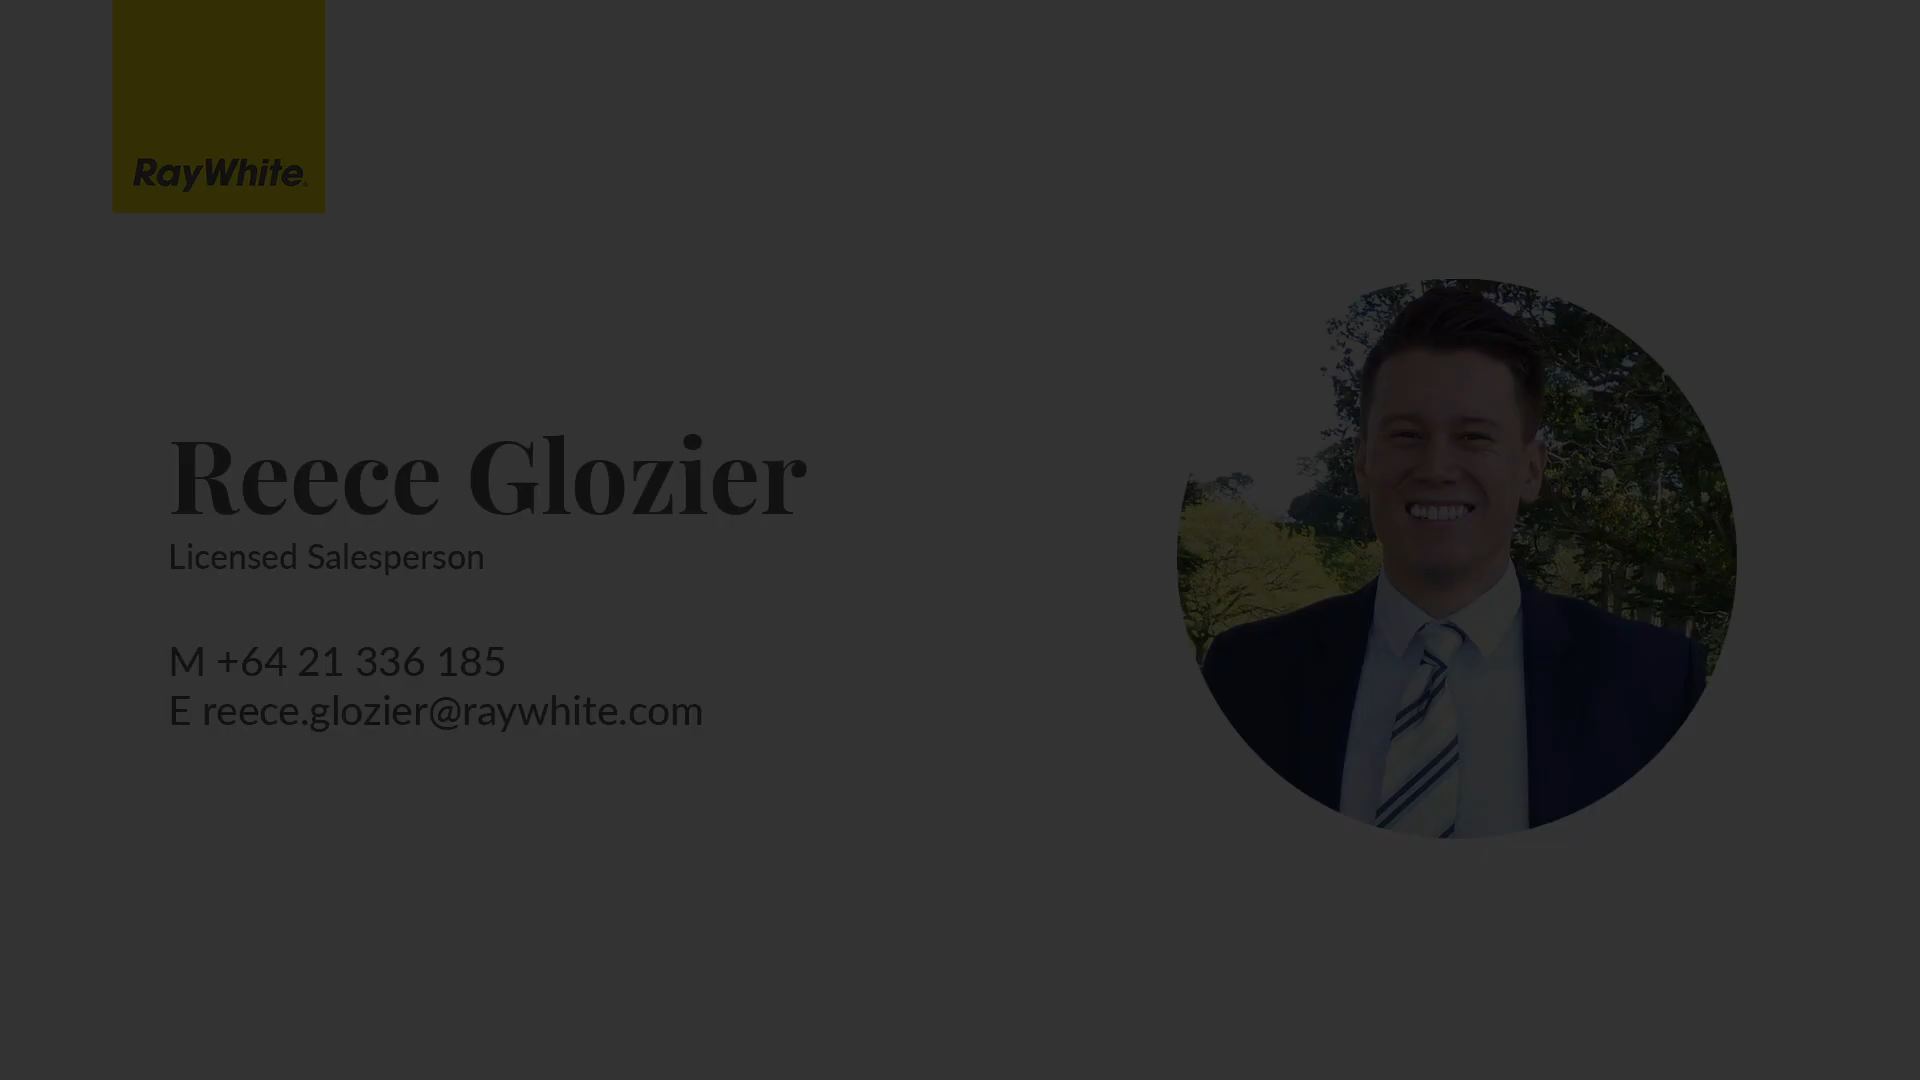 RayWhite.
Reece Glozier
Licensed Salesperson
M +64 21 336 185
E reece.glozier@raywhite.com